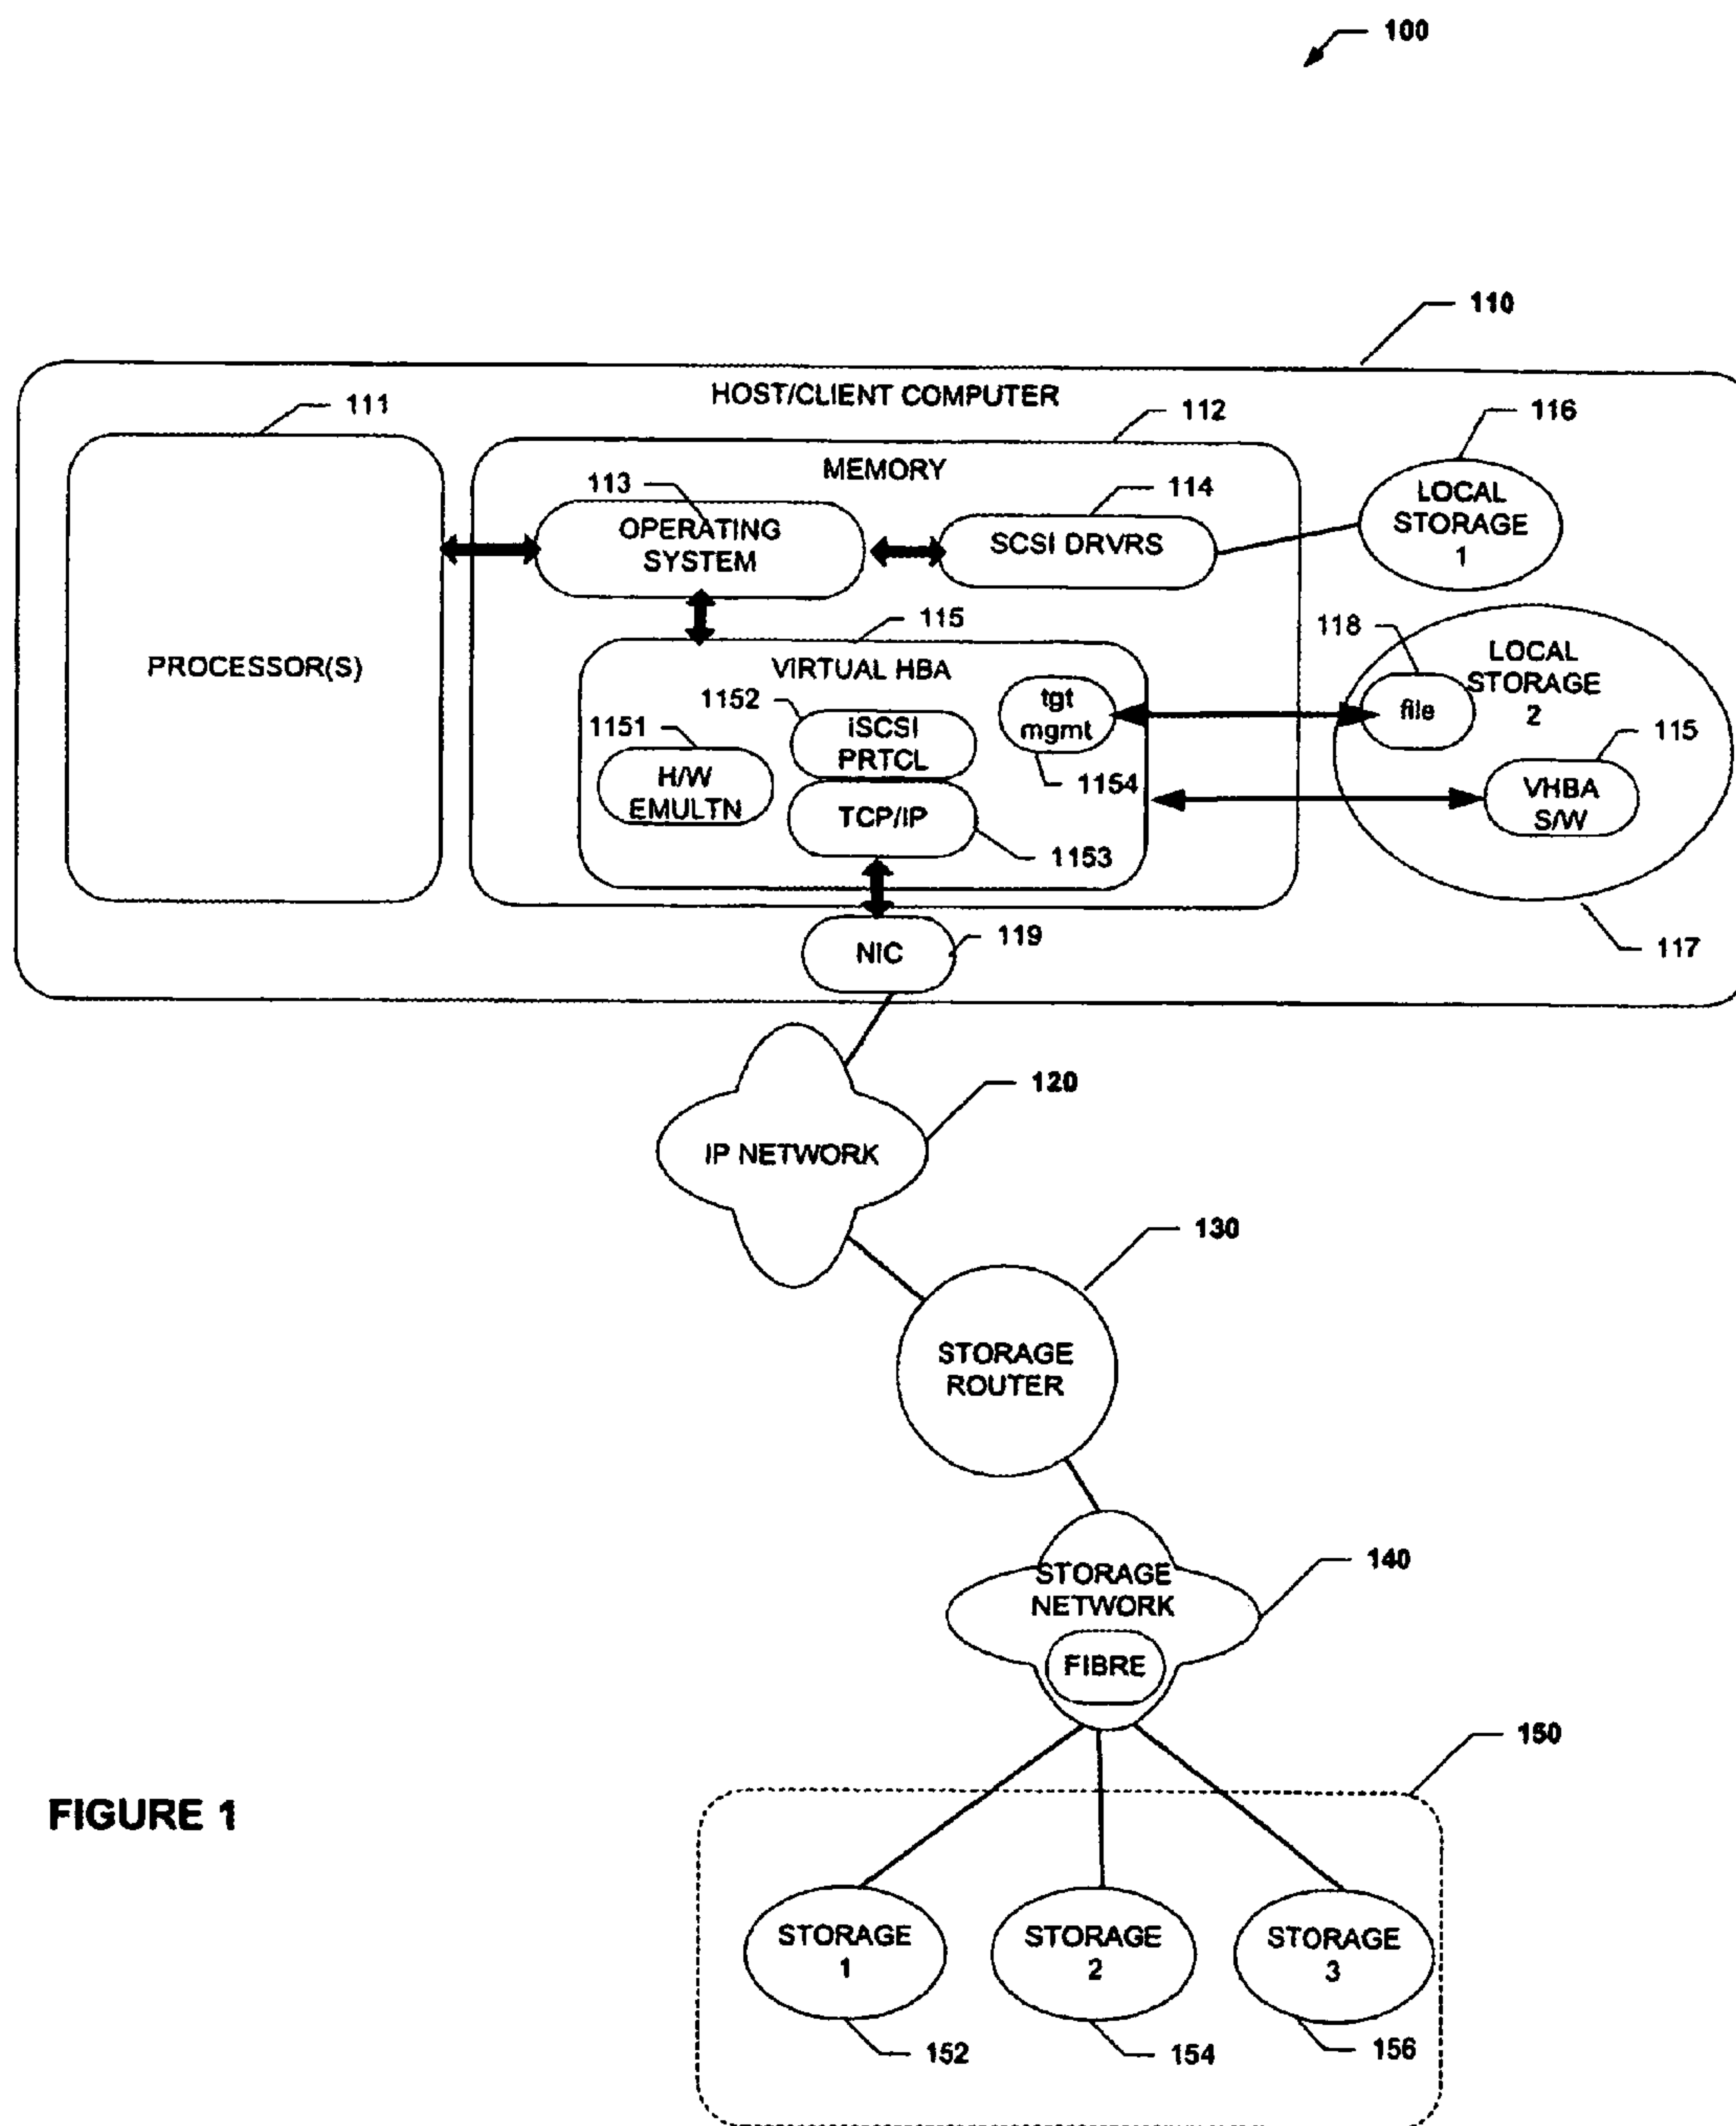 100
110
HOST/CLIENT COMPUTER
111
112
116
MEMORY
LOCAL
STORAGE
1
113
114
OPERATING
SYSTEM
SCSI DRVRS
115
118
PROCESSOR(S)
VIRTUAL HBA
LOCAL
STORAGE
2
1152
tgt
mgmt
file
1151
iSCSI
PRTCL
115
H/W
EMULTN
1154
VHBA
S/W
TCP/IP
1153
119
NIC
117
120
IP NETWORK
130
STORAGE
ROUTER
140
STORAGE
NETWORK
FIBRE
150
FIGURE 1
STORAGE
1
STORAGE
2
STORAGE
3
152
154
156